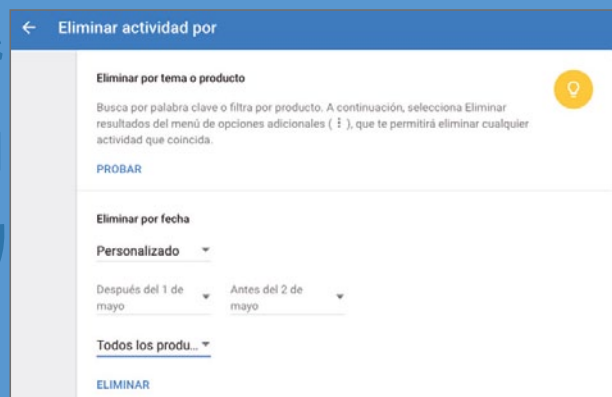 Eliminar actividad por
Eliminar por tema o producto
Busca por palabra clave o filtra por producto. A continuación, selecciona Eliminar
resultados del menú de opciones adicionales ( ⋮ ), que te permitirá eliminar cualquier
actividad que coincida.
PROBAR
Eliminar por fecha
Personalizado
Después del 1 de
mayo
Antes del 2 de
mayo
Todos los produ...
ELIMINAR